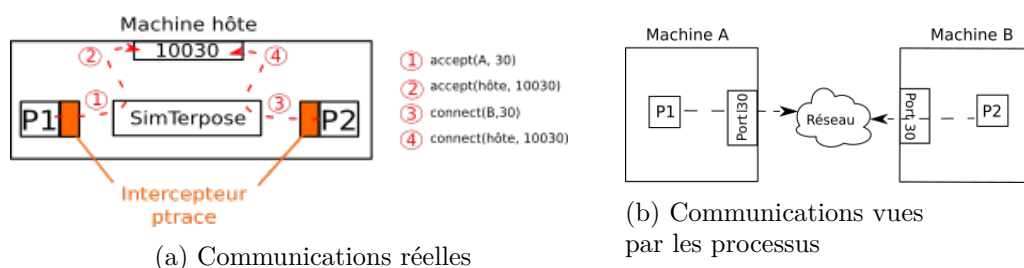 Machine hôte
10030
② ④
① accept(A, 30)
② accept(hôte, 10030)
③ connect(B,30)
④ connect(hôte, 10030)
① ③
P1 SimTerpose P2
Intercepteur
ptrace
(a) Communications réelles
Machine A Machine B
P1 Port30 Réseau Port 30 P2
(b) Communications vues
par les processus